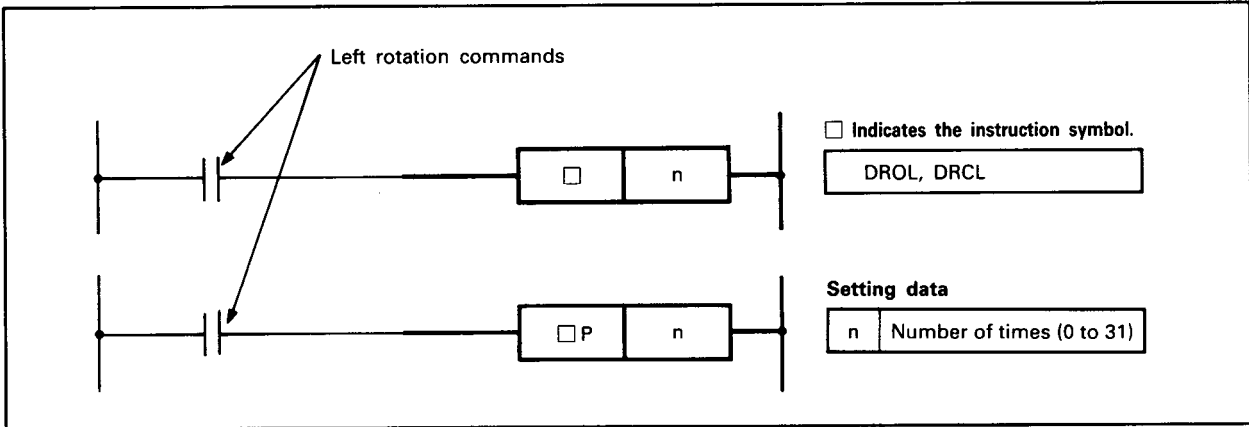 Left rotation commands
□ Indicates the instruction symbol.
DROL, DRCL
□ n
Setting data
n Number of times (0 to 31)
□P n